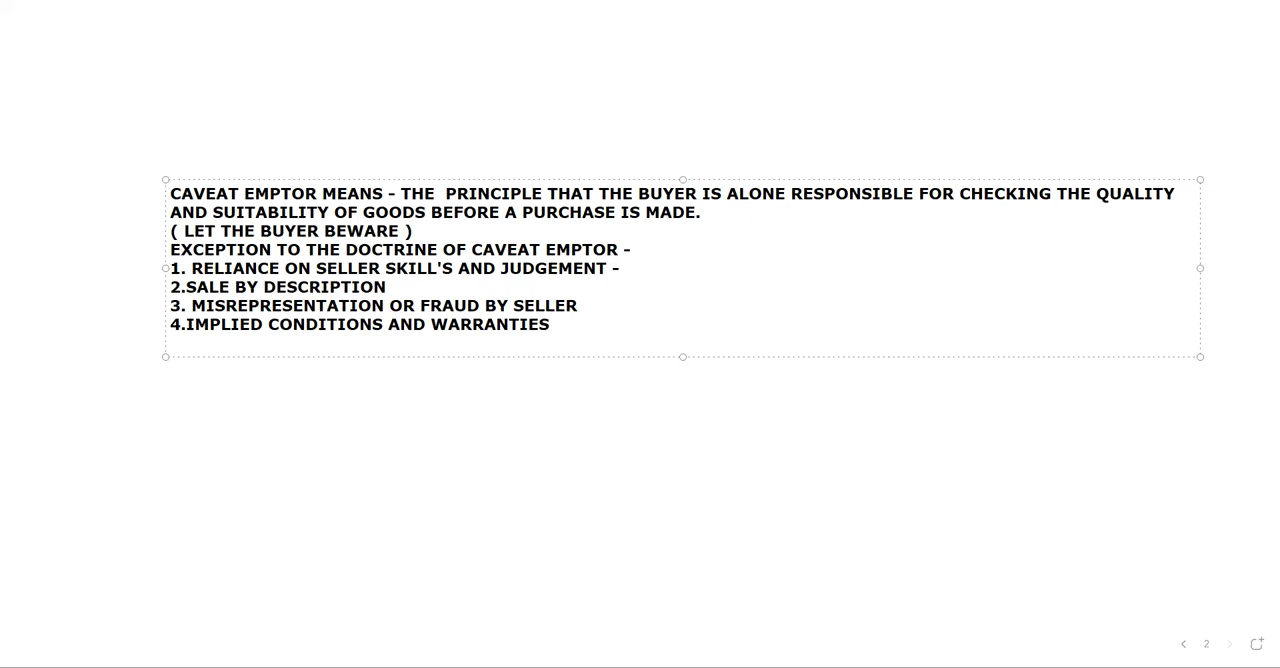 CAVEAT EMPTOR MEANS - THE  PRINCIPLE THAT THE BUYER IS ALONE RESPONSIBLE FOR CHECKING THE QUALITY
AND SUITABILITY OF GOODS BEFORE A PURCHASE IS MADE.
( LET THE BUYER BEWARE )
EXCEPTION TO THE DOCTRINE OF CAVEAT EMPTOR -
1. RELIANCE ON SELLER SKILL'S AND JUDGEMENT -
2.SALE BY DESCRIPTION
3. MISREPRESENTATION OR FRAUD BY SELLER
4.IMPLIED CONDITIONS AND WARRANTIES
2